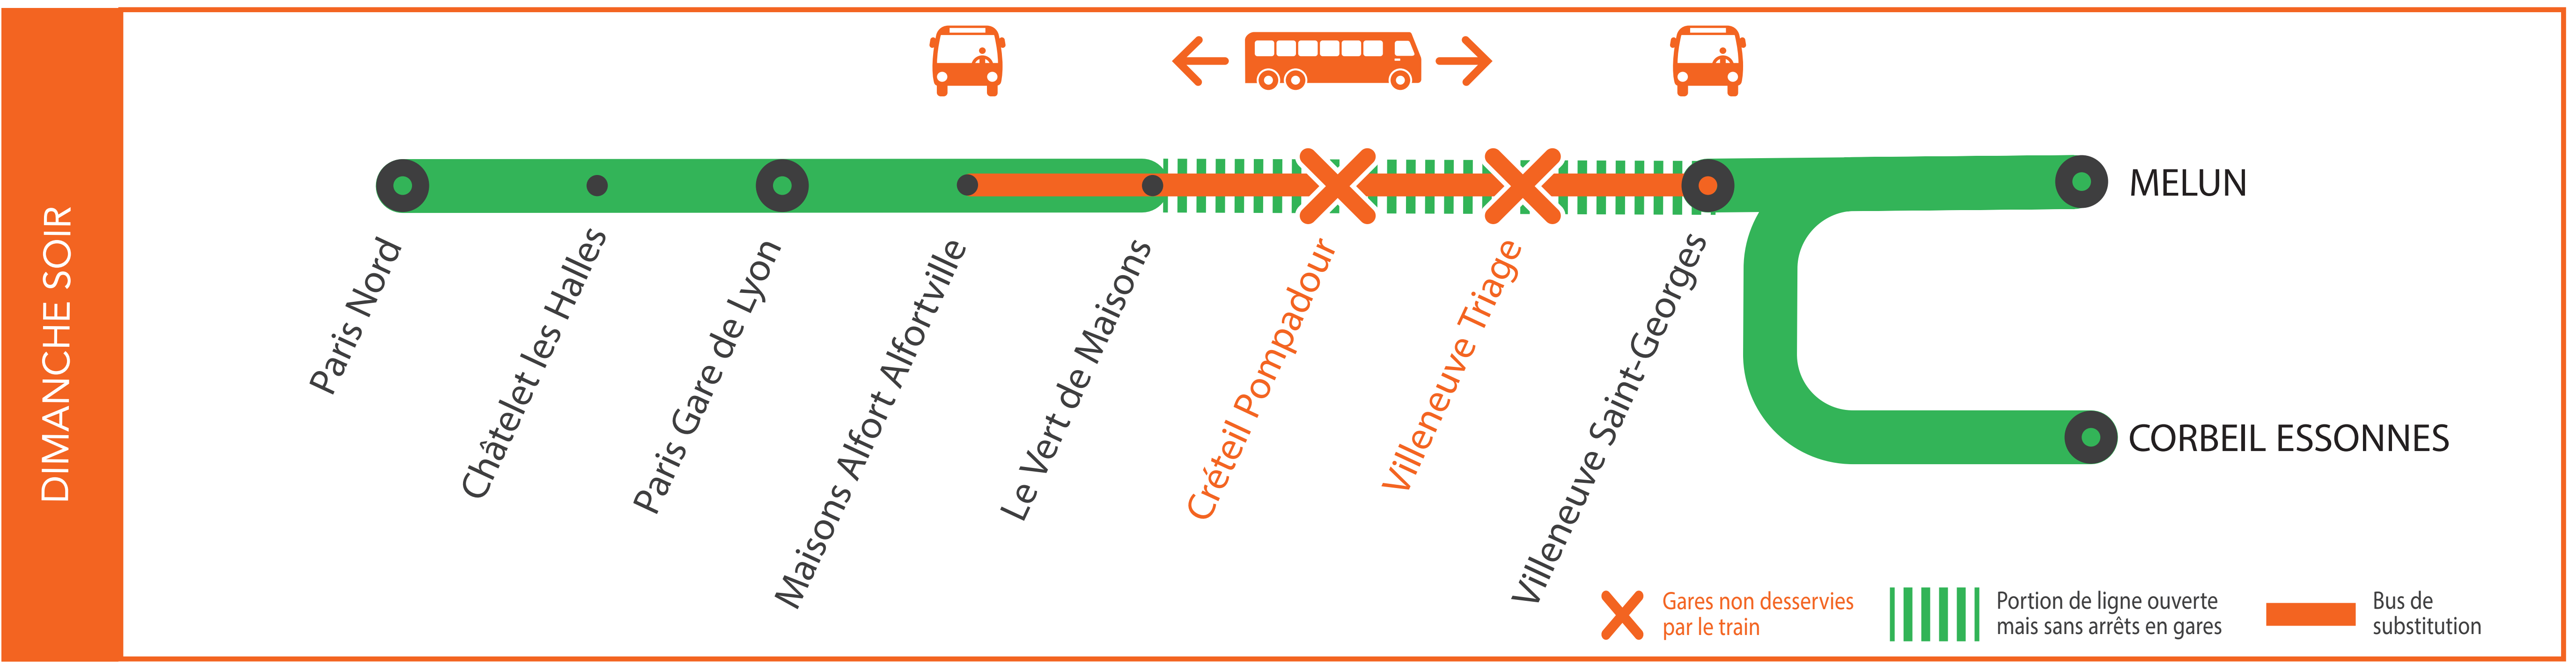 DIMANCHE SOIR
Paris Nord
Châtelet les Halles
Paris Gare de Lyon
Maisons Alfort Alfortville
Le Vert de Maisons
Créteil Pompadour
Villeneuve Triage
Villeneuve Saint-Georges
MELUN
CORBEIL ESSONNES
Gares non desservies
par le train
Portion de ligne ouverte
mais sans arrêts en gares
Bus de
substitution